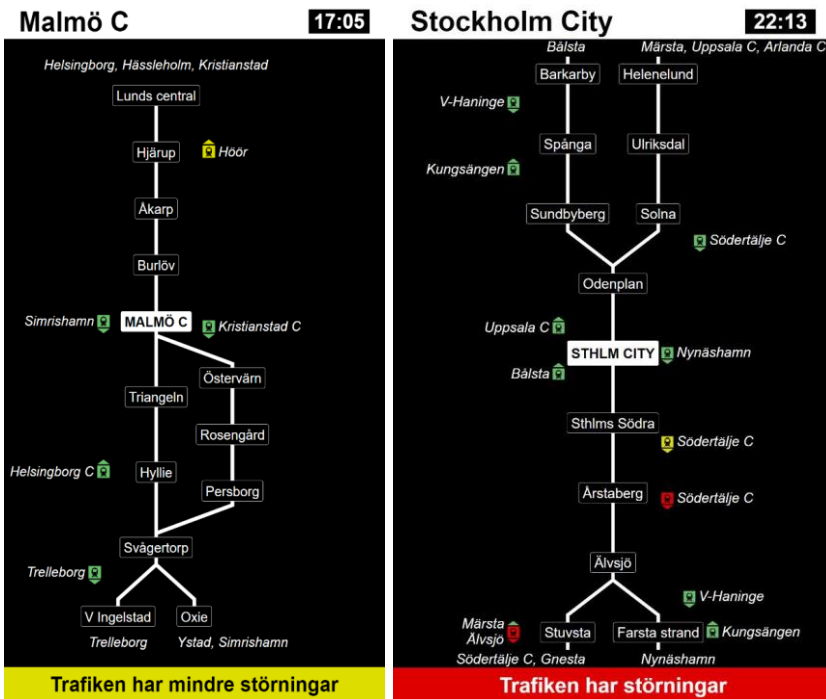 Malmö C 17:05
Helsingborg, Hässleholm, Kristianstad
Lunds central
Hjärup Höör
Åkarp
Burlöv
Simrishamn MALMÖ C Kristianstad C
Östervärn
Triangeln
Rosengård
Helsingborg C Hyllie
Persborg
Svågertorp
Trelleborg
V Ingelstad Oxie
Trelleborg Ystad, Simrishamn
Trafiken har mindre störningar
Stockholm City 22:13
Bålsta Märsta, Uppsala C, Arlanda C
Barkarby Helenelund
V-Haninge
Spånga Ulriksdal
Kungsängen
Sundbyberg Solna
Södertälje C
Odenplan
Uppsala C
STHLM CITY Nynäshamn
Bålsta
Sthlms Södra
Södertälje C
Årstaberg Södertälje C
Älvsjö
V-Haninge
Märsta
Älvsjö Stuvsta Farsta strand Kungsängen
Södertälje C, Gnesta Nynäshamn
Trafiken har störningar